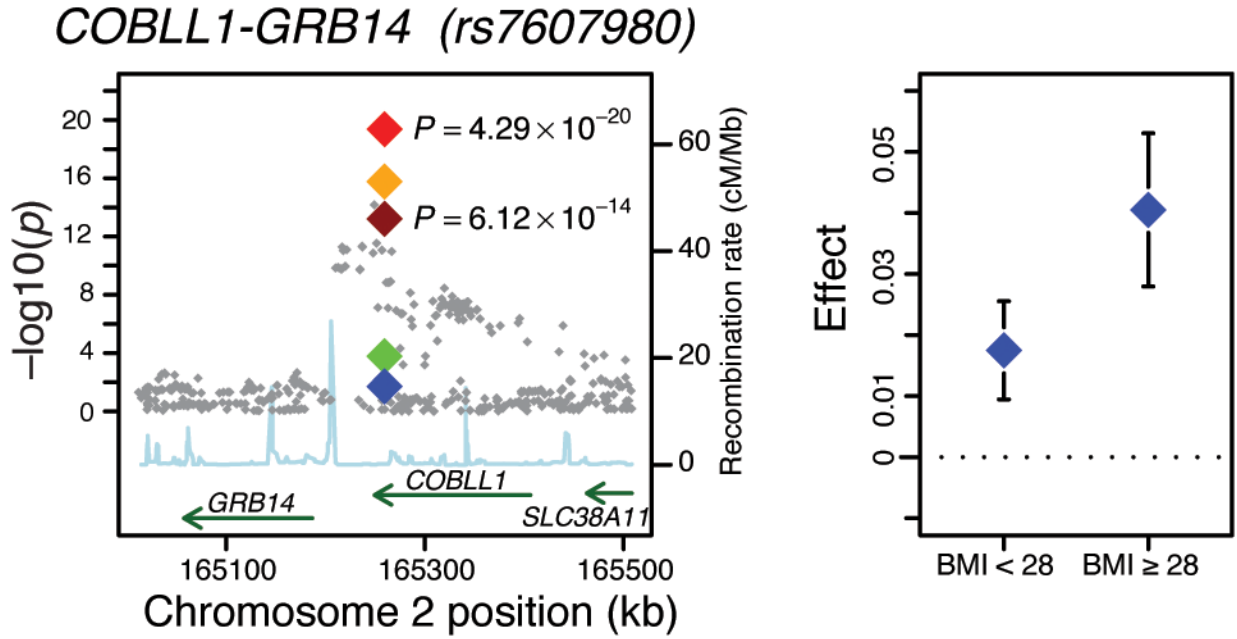 COBLL1-GRB14 (rs7607980)
−log10(p)
20
16
12
8
4
0
P = 4.29 × 10⁻²⁰
P = 6.12 × 10⁻¹⁴
60
40
20
0
Recombination rate (cM/Mb)
GRB14
COBLL1
SLC38A11
165100
165300
165500
Chromosome 2 position (kb)
Effect
0.05
0.03
0.01
0
BMI < 28
BMI ≥ 28